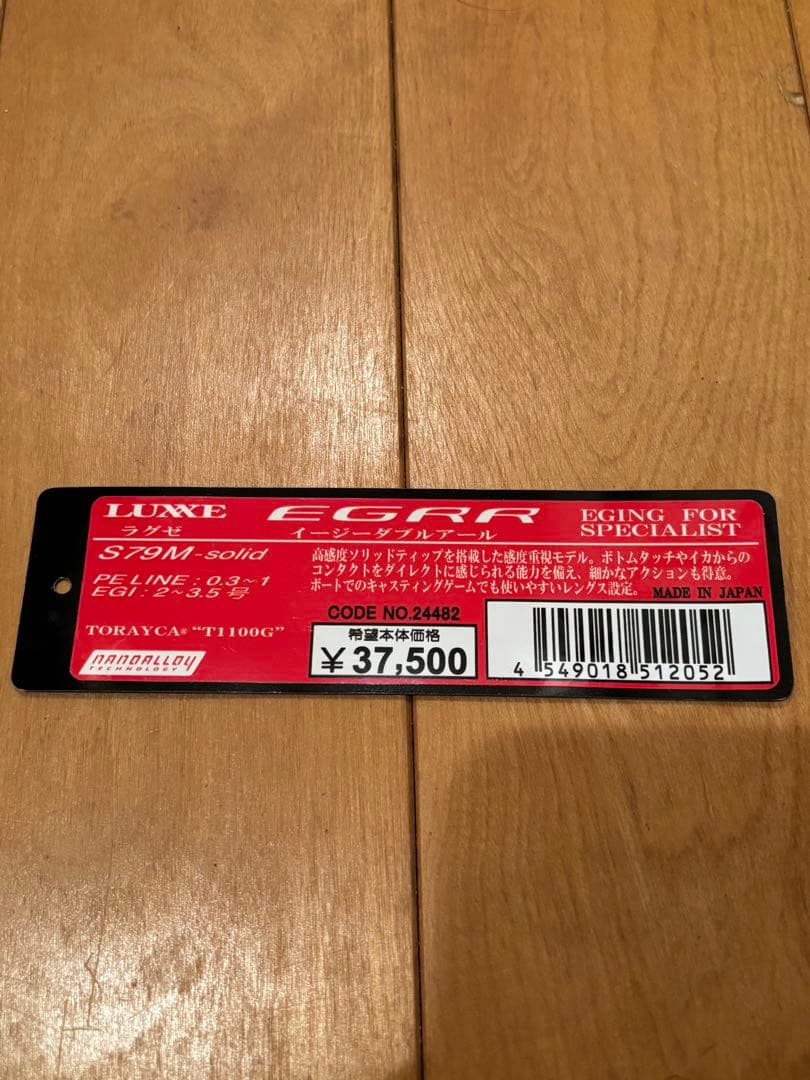 LUXXE EGRR EGING FOR
ラグゼ イージーダブルアール SPECIALIST
S79M-solid
高感度ソリッドティップを搭載した感度重視モデル。ボトムタッチやイカからの
コンタクトをダイレクトに感じられる能力を備え、細かなアクションも得意。
ボートでのキャスティングゲームでも使いやすいレングス設定。
MADE IN JAPAN
PE LINE : 0.3~1
EGI : 2~3.5 号
CODE NO.24482
TORAYCA® “T1100G”
希望本体価格
¥ 37,500
NANOALLOY
TECHNOLOGY
4 549018 512052